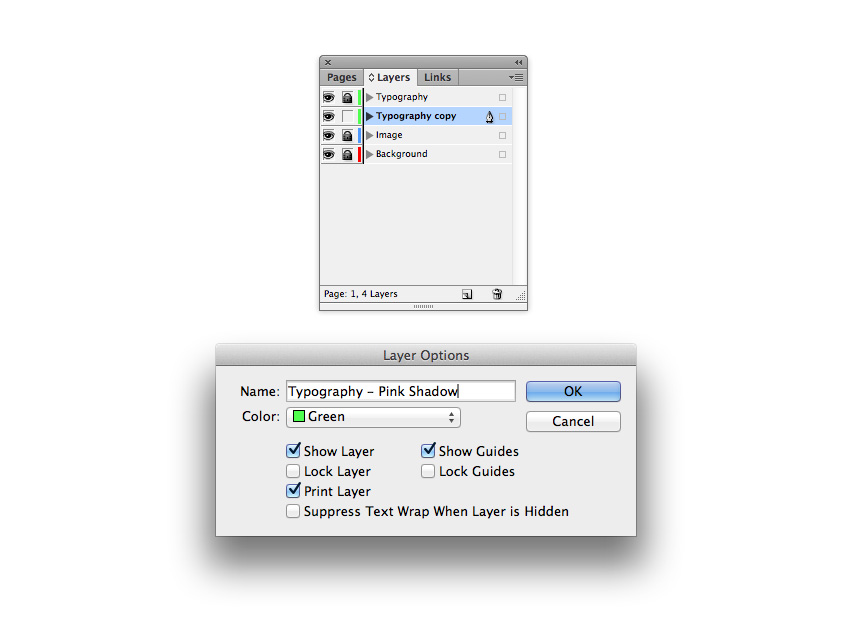 Pages Layers Links
Typography
Typography copy
Image
Background
Page: 1, 4 Layers
Layer Options
Name: Typography – Pink Shadow OK
Color: Green Cancel
Show Layer Show Guides
Lock Layer Lock Guides
Print Layer
Suppress Text Wrap When Layer is Hidden